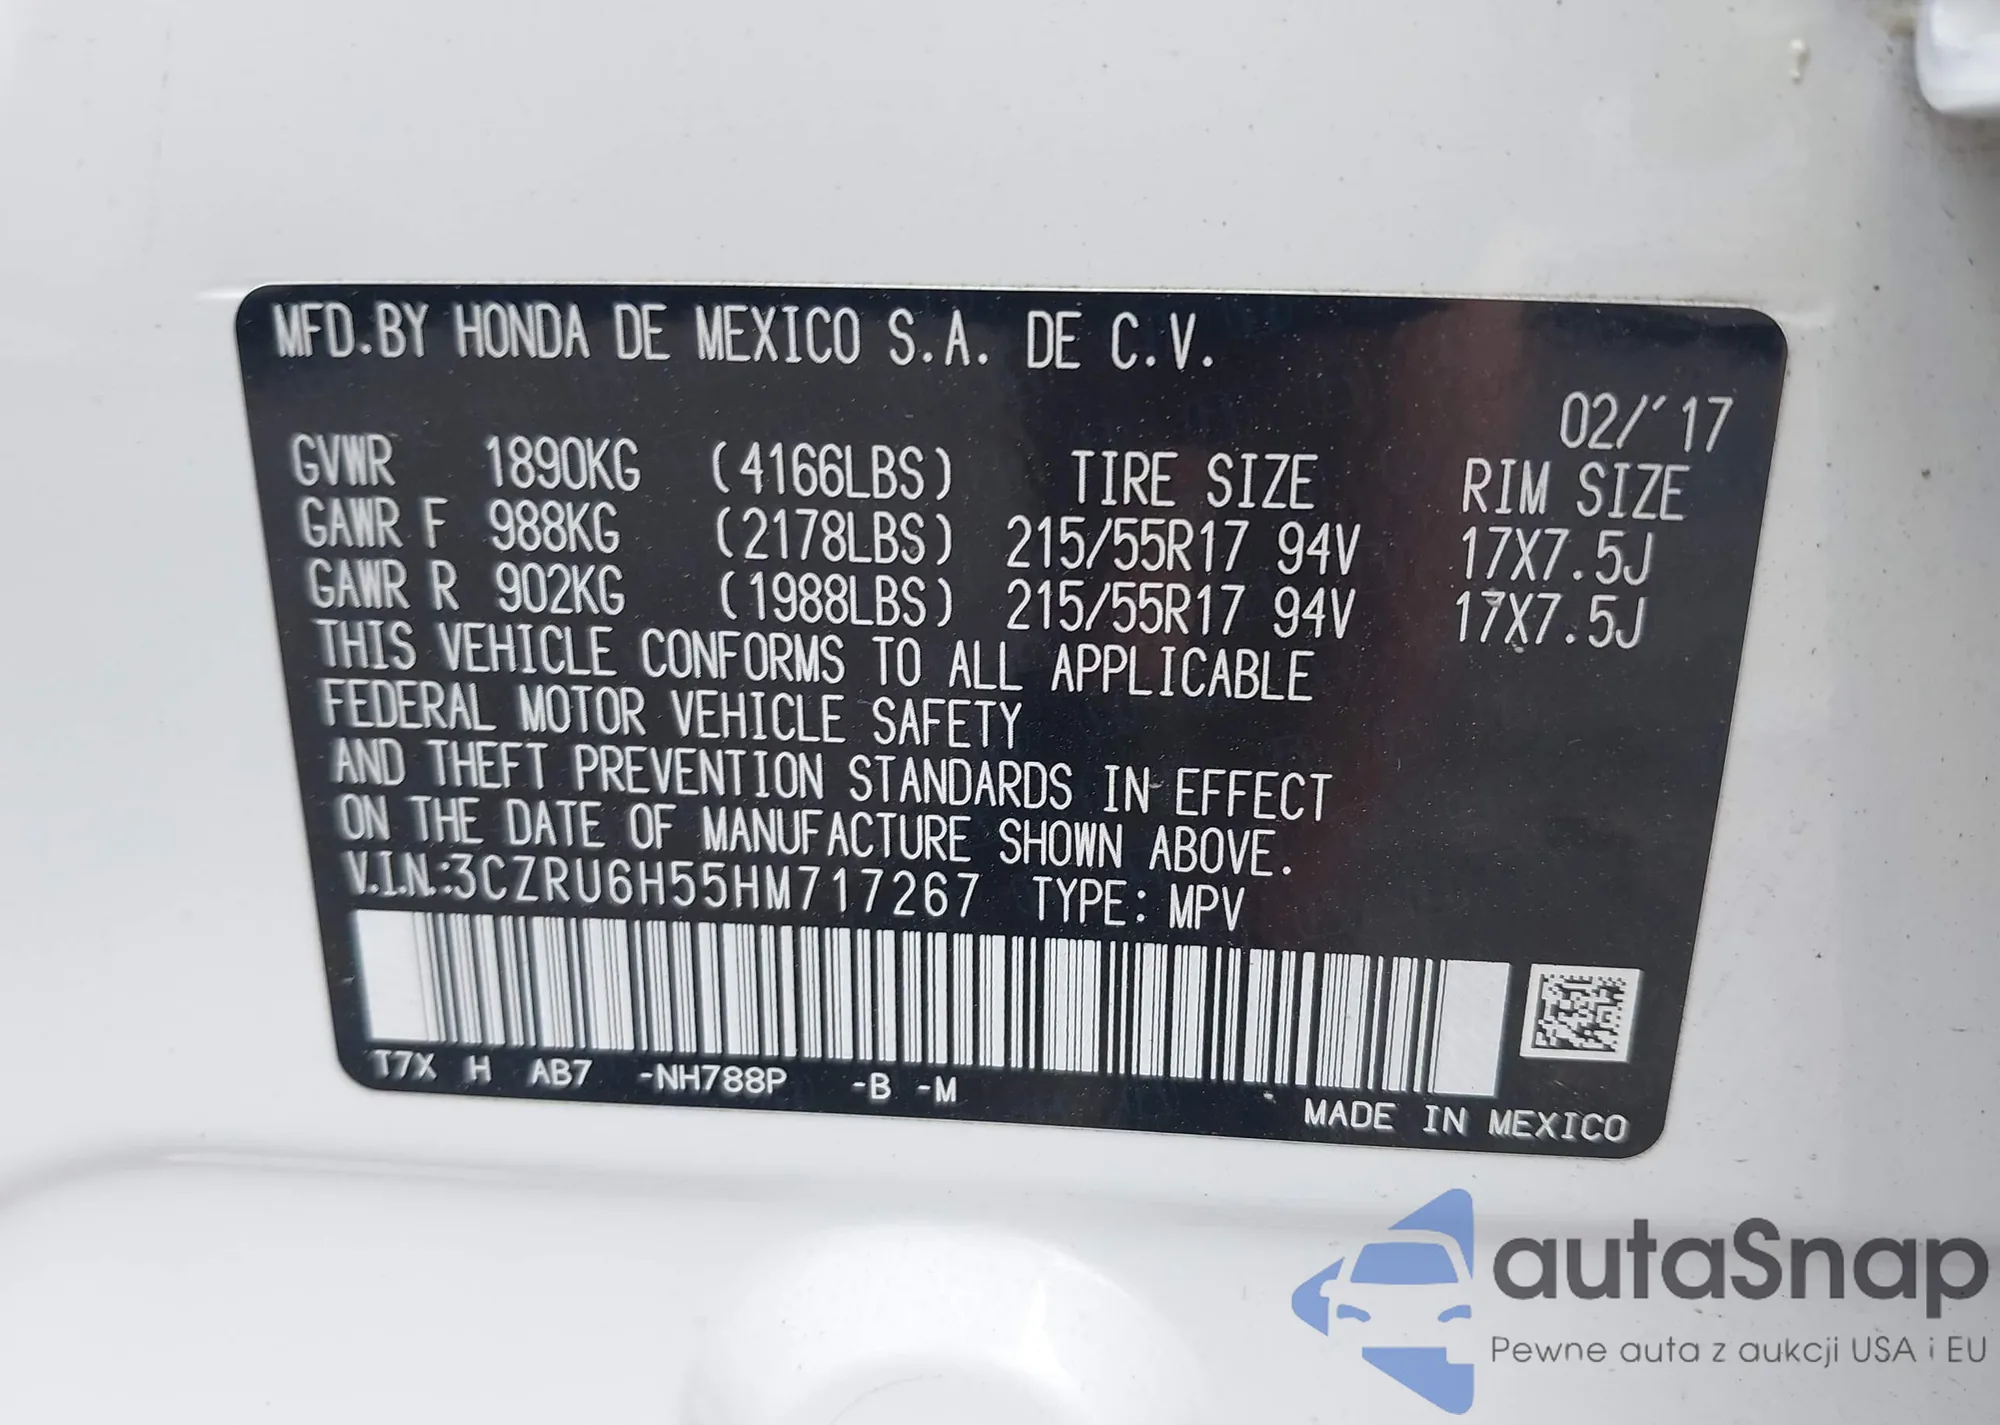 MFD.BY HONDA DE MEXICO S.A. DE C.V.
02/'17
GVWR 1890KG (4166LBS) TIRE SIZE RIM SIZE
GAWR F 988KG (2178LBS) 215/55R17 94V 17X7.5J
GAWR R 902KG (1988LBS) 215/55R17 94V 17X7.5J
THIS VEHICLE CONFORMS TO ALL APPLICABLE
FEDERAL MOTOR VEHICLE SAFETY
AND THEFT PREVENTION STANDARDS IN EFFECT
ON THE DATE OF MANUFACTURE SHOWN ABOVE.
V.I.N.:3CZRU6H55HM717267 TYPE: MPV
T7X H AB7 -NH788P -B -M
MADE IN MEXICO
autaSnap
Pewne auta z aukcji USA i EU